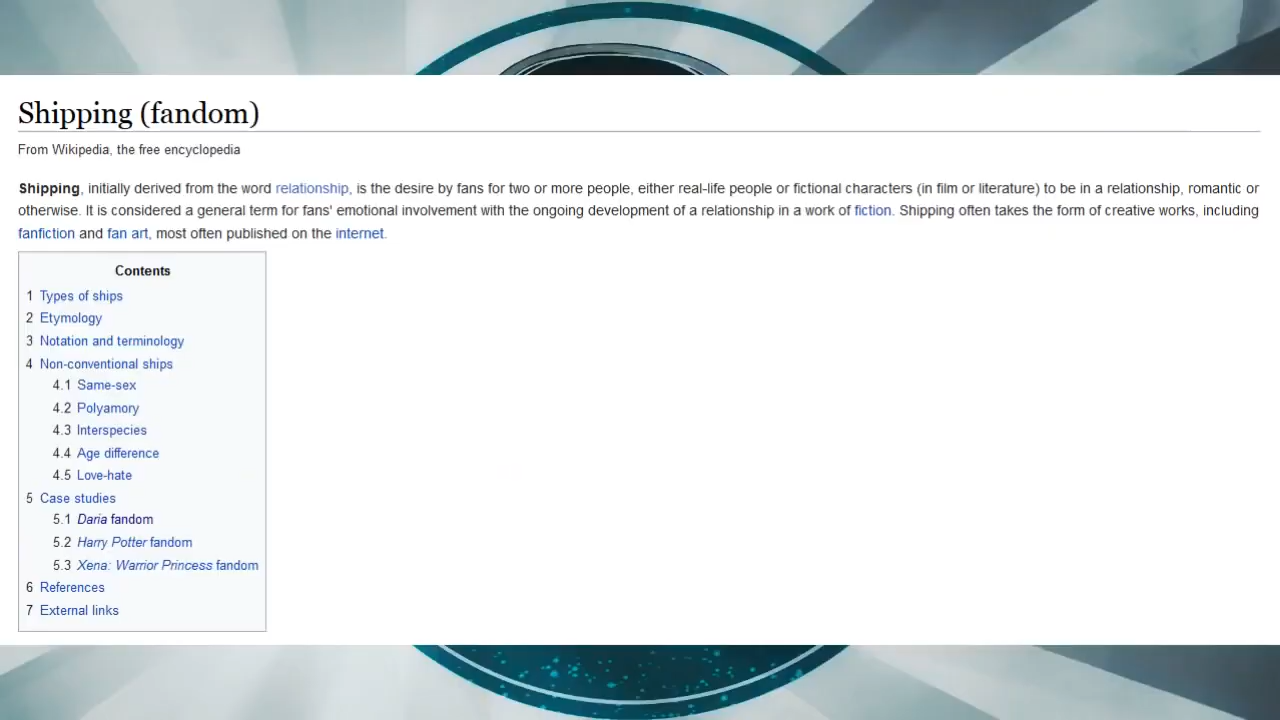 Shipping (fandom)
From Wikipedia, the free encyclopedia
Shipping, initially derived from the word relationship, is the desire by fans for two or more people, either real-life people or fictional characters (in film or literature) to be in a relationship, romantic or
otherwise. It is considered a general term for fans' emotional involvement with the ongoing development of a relationship in a work of fiction. Shipping often takes the form of creative works, including
fanfiction and fan art, most often published on the internet.
Contents
1 Types of ships
2 Etymology
3 Notation and terminology
4 Non-conventional ships
4.1 Same-sex
4.2 Polyamory
4.3 Interspecies
4.4 Age difference
4.5 Love-hate
5 Case studies
5.1 Daria fandom
5.2 Harry Potter fandom
5.3 Xena: Warrior Princess fandom
6 References
7 External links